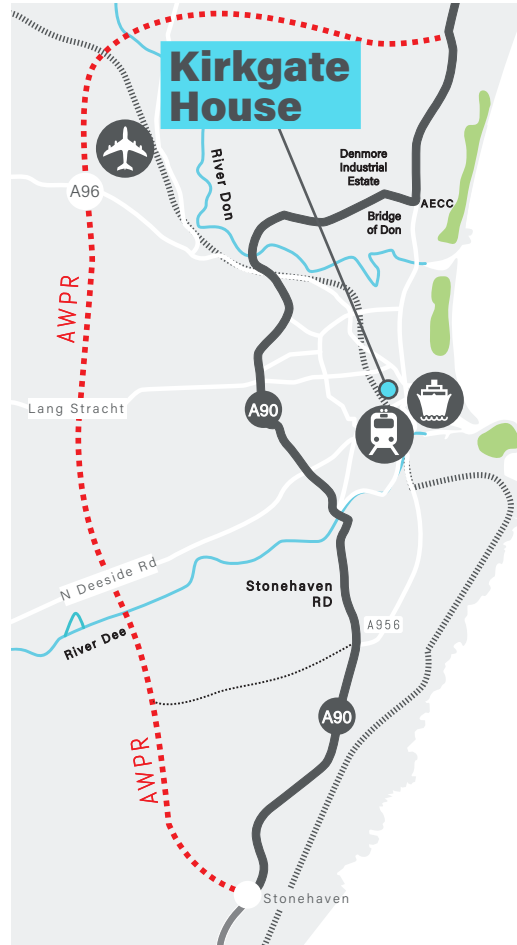 Kirkgate
House
Denmore
Industrial
Estate
River Don
A96
AECC
Bridge
of Don
AWPR
Lang Stracht
A90
N Deeside Rd
Stonehaven
RD
A956
River Dee
A90
AWPR
Stonehaven